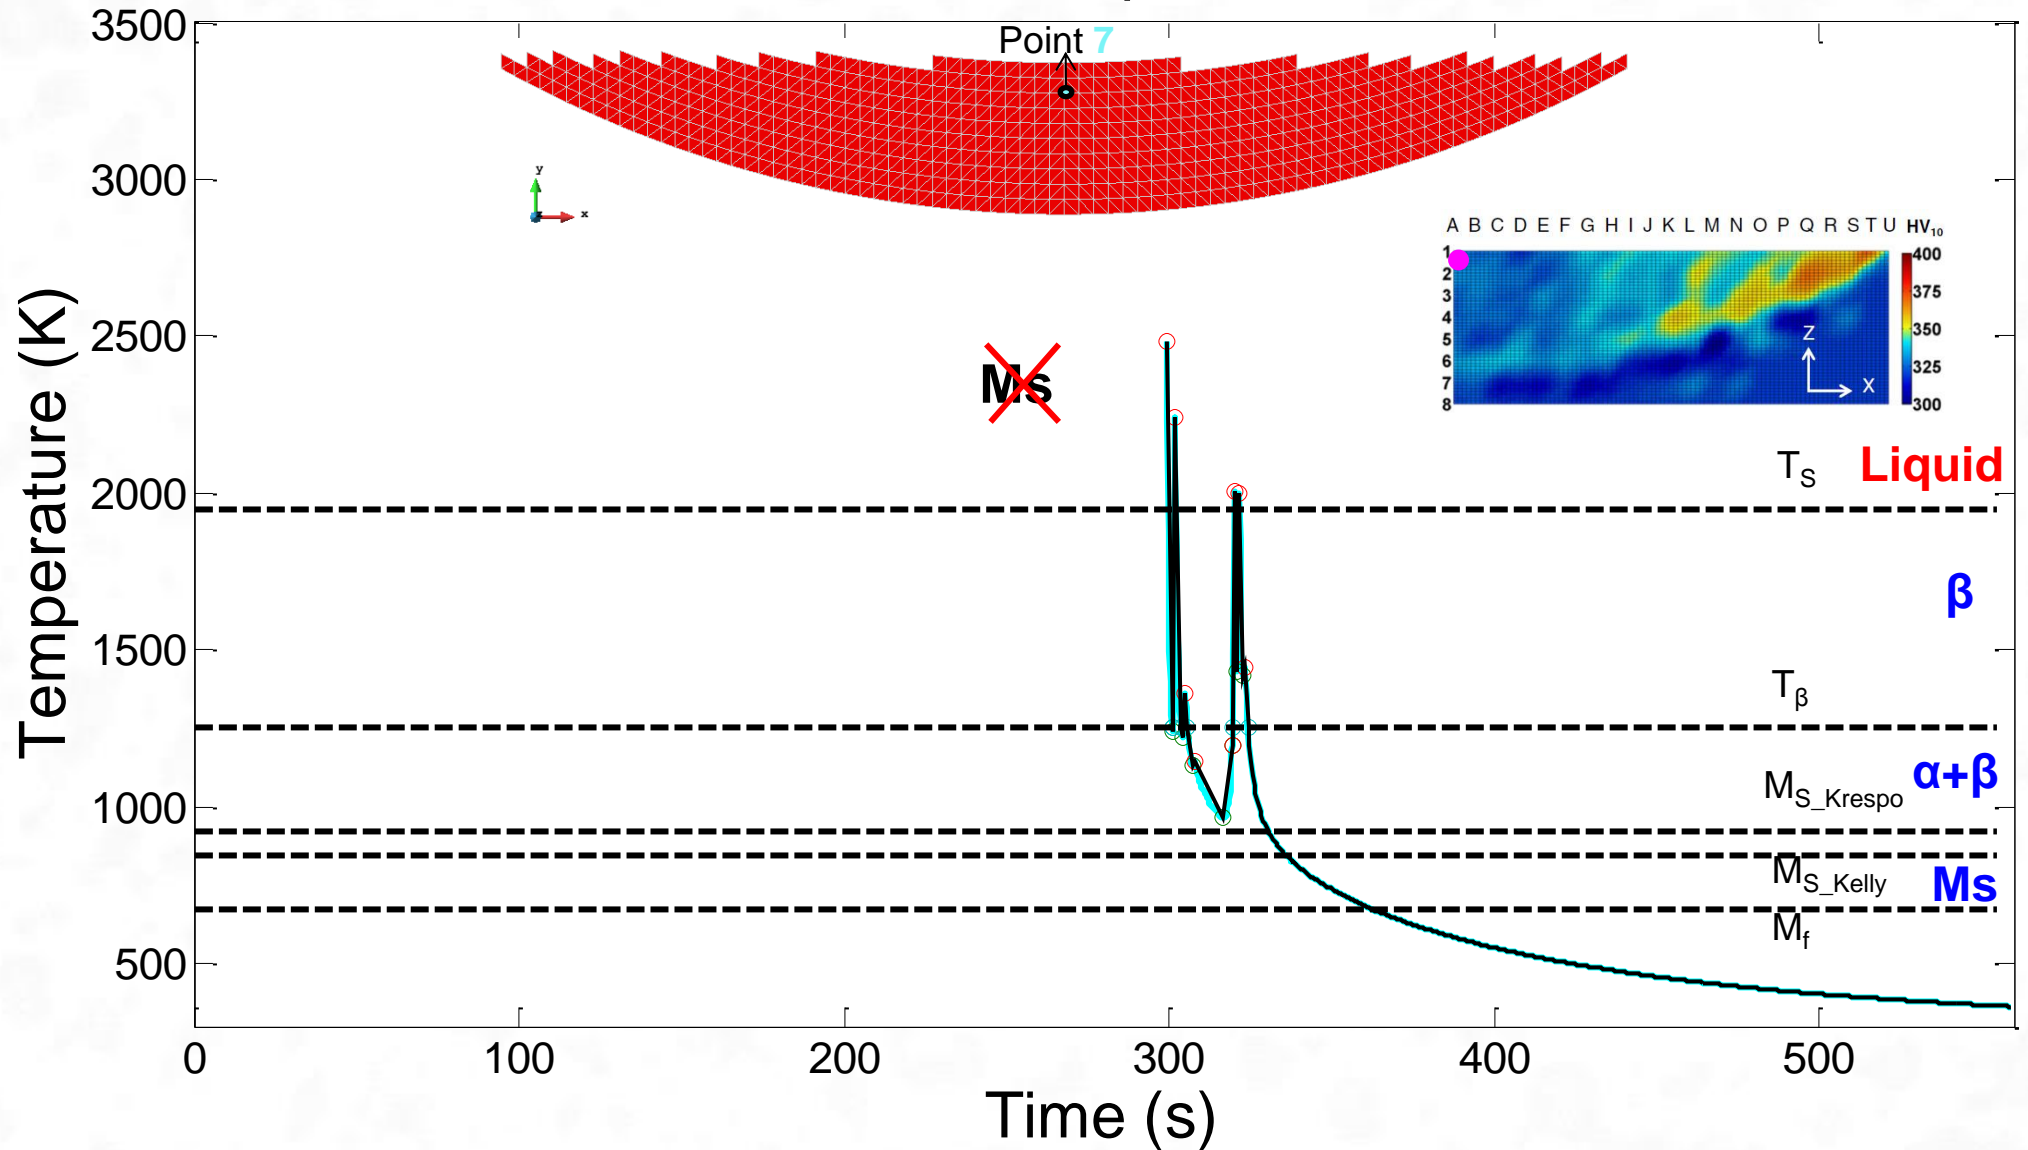 3500
Point 7
3000
y
x
A B C D E F G H I J K L M N O P Q R S T U HV10
1
2
3
4
5
6
7
8
Z
X
400
375
350
325
300
2500
Ms
TS Liquid
2000
β
1500
Tβ
α+β
MS_Krespo
1000
MS_Kelly
Ms
Mf
500
0 100 200 300 400 500
Time (s)
Temperature (K)